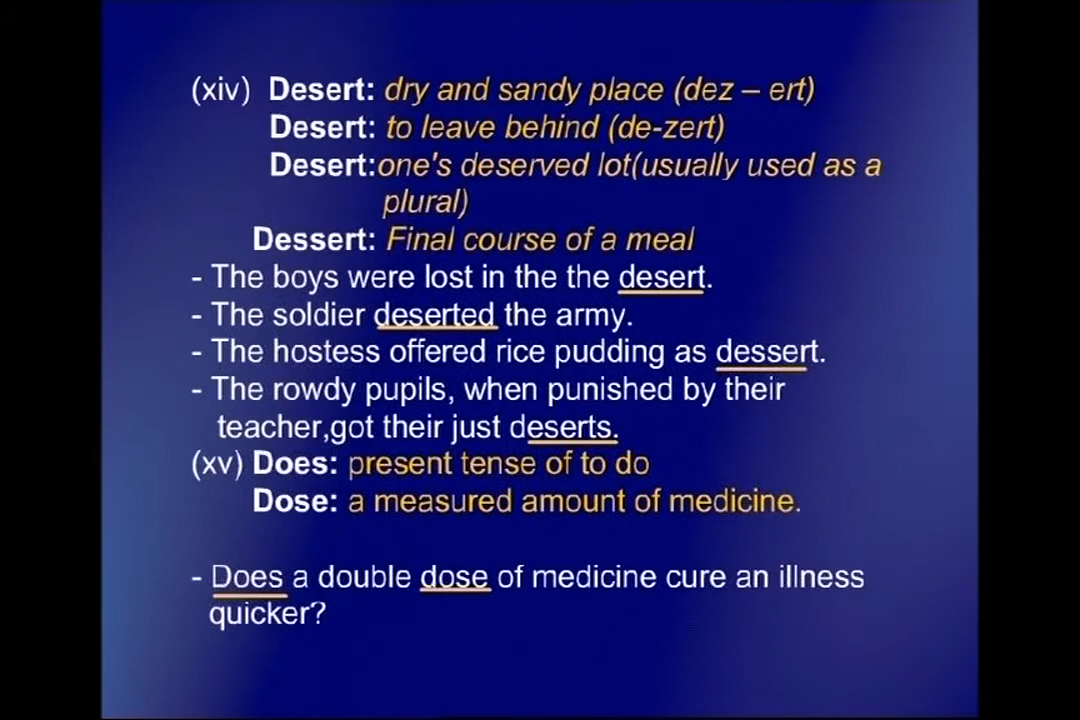 (xiv) Desert: dry and sandy place (dez – ert)
Desert: to leave behind (de-zert)
Desert:one's deserved lot(usually used as a
plural)
Dessert: Final course of a meal
- The boys were lost in the the desert.
- The soldier deserted the army.
- The hostess offered rice pudding as dessert.
- The rowdy pupils, when punished by their
teacher,got their just deserts.
(xv) Does: present tense of to do
Dose: a measured amount of medicine.
- Does a double dose of medicine cure an illness
quicker?